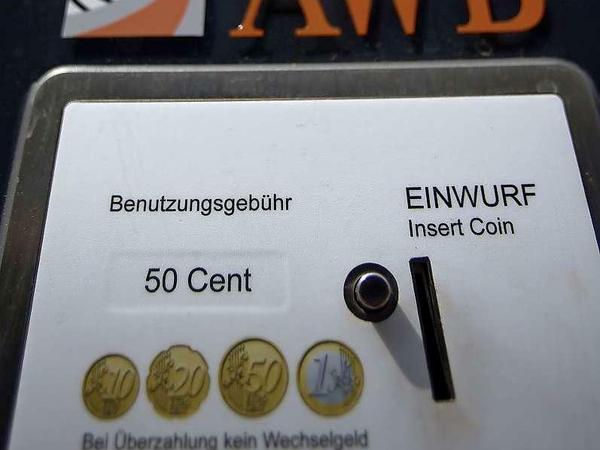 AWB
Benutzungsgebühr
EINWURF
Insert Coin
50 Cent
10 20 50 1
Bei Überzahlung kein Wechselgeld